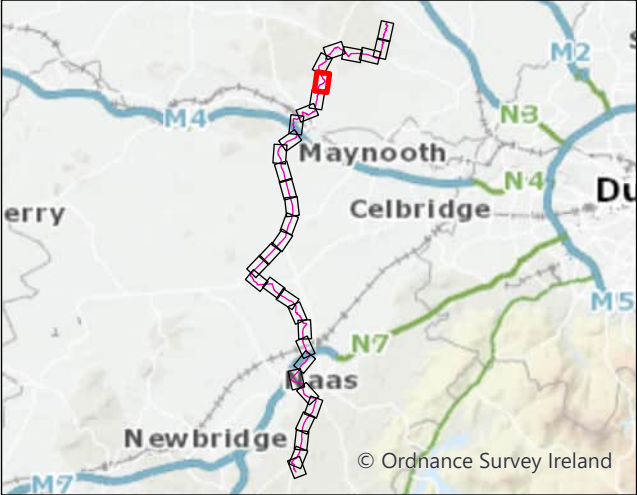 M2
N3
M4
Maynooth
N4
Du
erry
Celbridge
M5
N7
Naas
Newbridge
© Ordnance Survey Ireland
M7